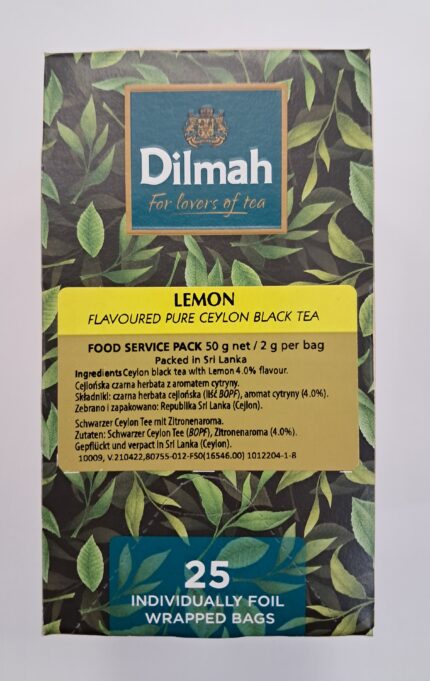 Dilmah
For lovers of tea
LEMON
FLAVOURED PURE CEYLON BLACK TEA
FOOD SERVICE PACK 50 g net / 2 g per bag
Packed in Sri Lanka
Ingredients Ceylon black tea with Lemon 4.0% flavour.
Cejlońska czarna herbata z aromatem cytryny.
Składniki: czarna herbata cejlońska (liść BOPF), aromat cytryny (4.0%).
Zebrano i zapakowano: Republika Sri Lanka (Cejlon).
Schwarzer Ceylon Tee mit Zitronenaroma.
Zutaten: Schwarzer Ceylon Tee (BOPF), Zitronenaroma (4.0%).
Gepflückt und verpact in Sri Lanka (Ceylon).
10009, V.210422,80755-012-FS0(16546.00) 1012204-1-8
25
INDIVIDUALLY FOIL
WRAPPED BAGS